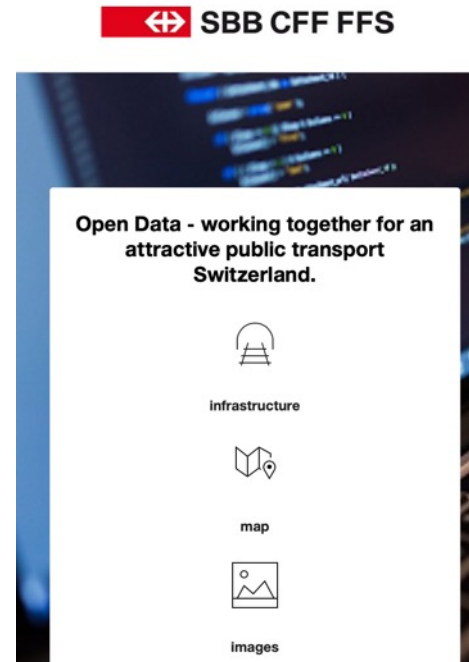 SBB CFF FFS
Open Data - working together for an
attractive public transport
Switzerland.
infrastructure
map
images